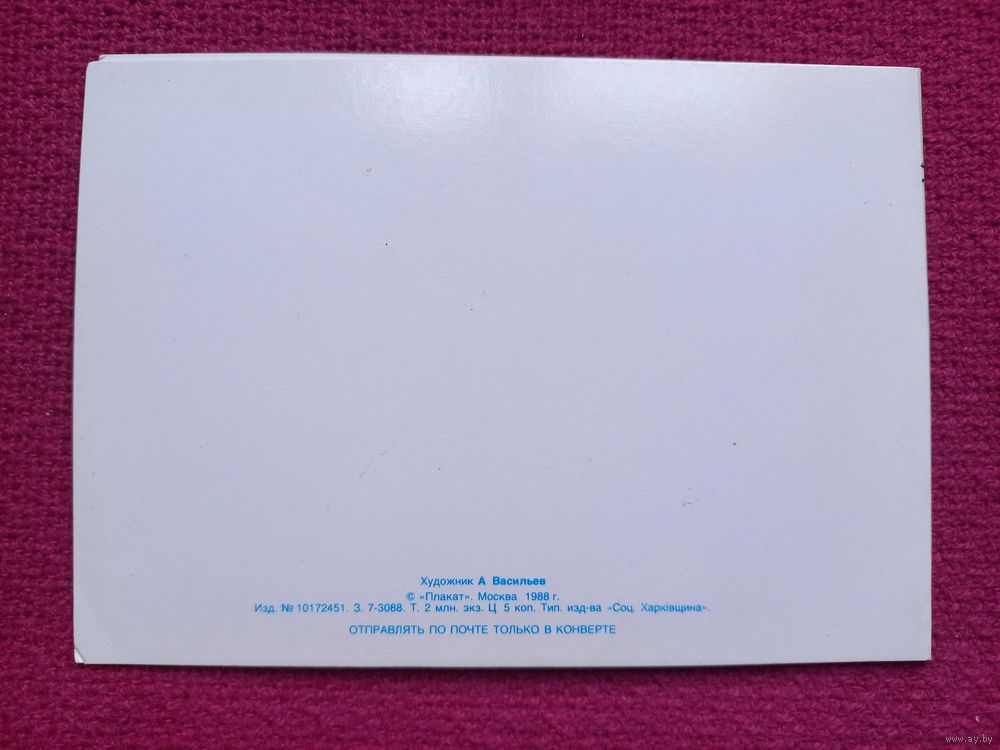 Художник А Васильев
© «Плакат». Москва 1988 г.
Изд. № 10172451. З. 7-3088. Т. 2 млн. экз. Ц 5 коп. Тип. изд-ва «Соц. Харківщина».
ОТПРАВЛЯТЬ ПО ПОЧТЕ ТОЛЬКО В КОНВЕРТЕ
www.ay.by